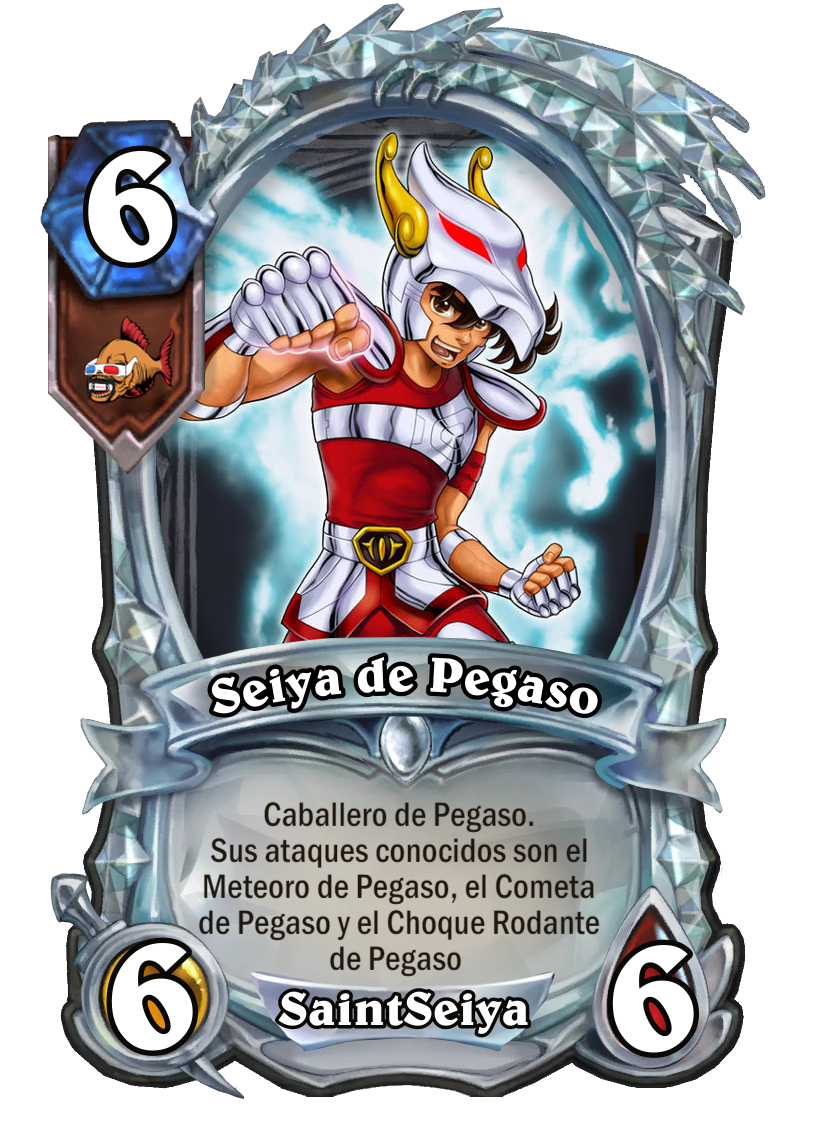 6
Seiya de Pegaso
Caballero de Pegaso.
Sus ataques conocidos son el
Meteoro de Pegaso, el Cometa
de Pegaso y el Choque Rodante
de Pegaso
SaintSeiya
6
6